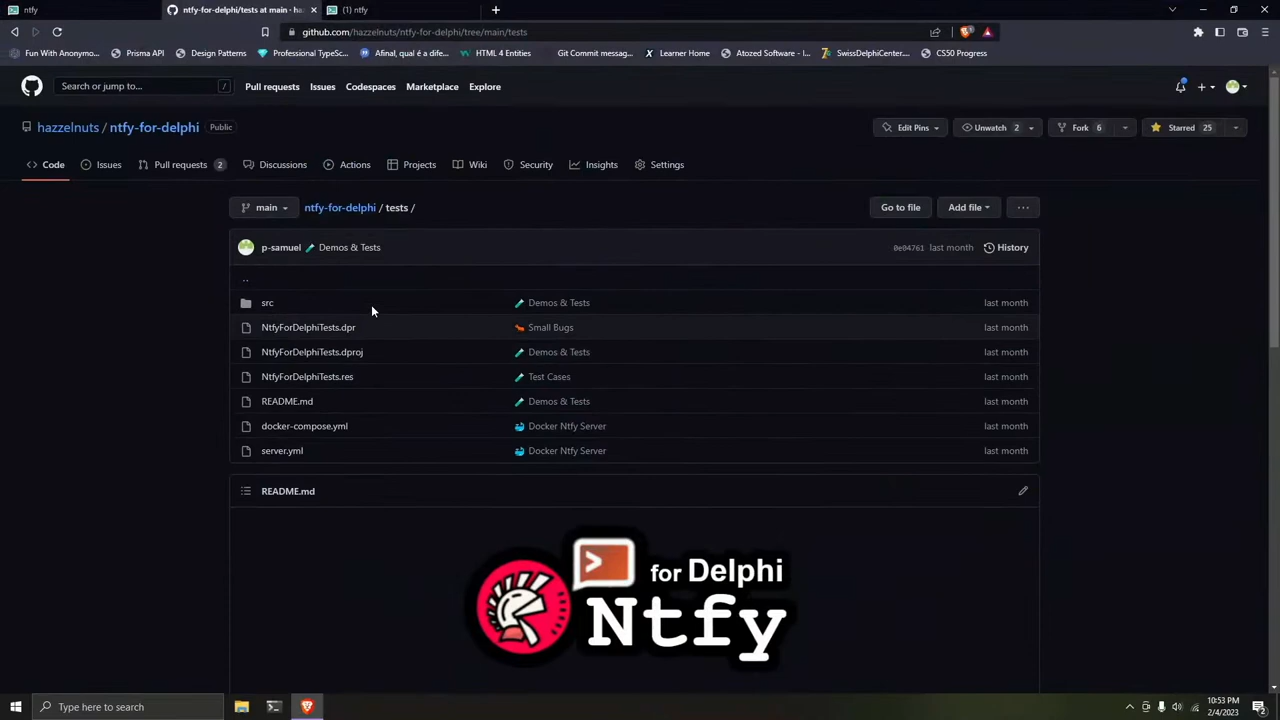 ntfy
ntfy-for-delphi/tests at main · ha
(1) ntfy
github.com/hazzelnuts/ntfy-for-delphi/tree/main/tests
Fun With Anonymo...
Prisma API
Design Patterns
Professional TypeSc...
Afinal, qual é a dife...
HTML 4 Entities
Git Commit messag...
Learner Home
Atozed Software - I...
SwissDelphiCenter....
CS50 Progress
Search or jump to...
/
Pull requests
Issues
Codespaces
Marketplace
Explore
hazzelnuts / ntfy-for-delphi
Public
Edit Pins
Unwatch 2
Fork 6
Starred 25
Code
Issues
Pull requests 2
Discussions
Actions
Projects
Wiki
Security
Insights
Settings
main
ntfy-for-delphi / tests /
Go to file
Add file
p-samuel Demos & Tests
0e04761 last month
History
..
src Demos & Tests last month
NtfyForDelphiTests.dpr Small Bugs last month
NtfyForDelphiTests.dproj Demos & Tests last month
NtfyForDelphiTests.res Test Cases last month
README.md Demos & Tests last month
docker-compose.yml Docker Ntfy Server last month
server.yml Docker Ntfy Server last month
README.md
for Delphi
Ntfy
Type here to search
10:53 PM
2/4/2023
2